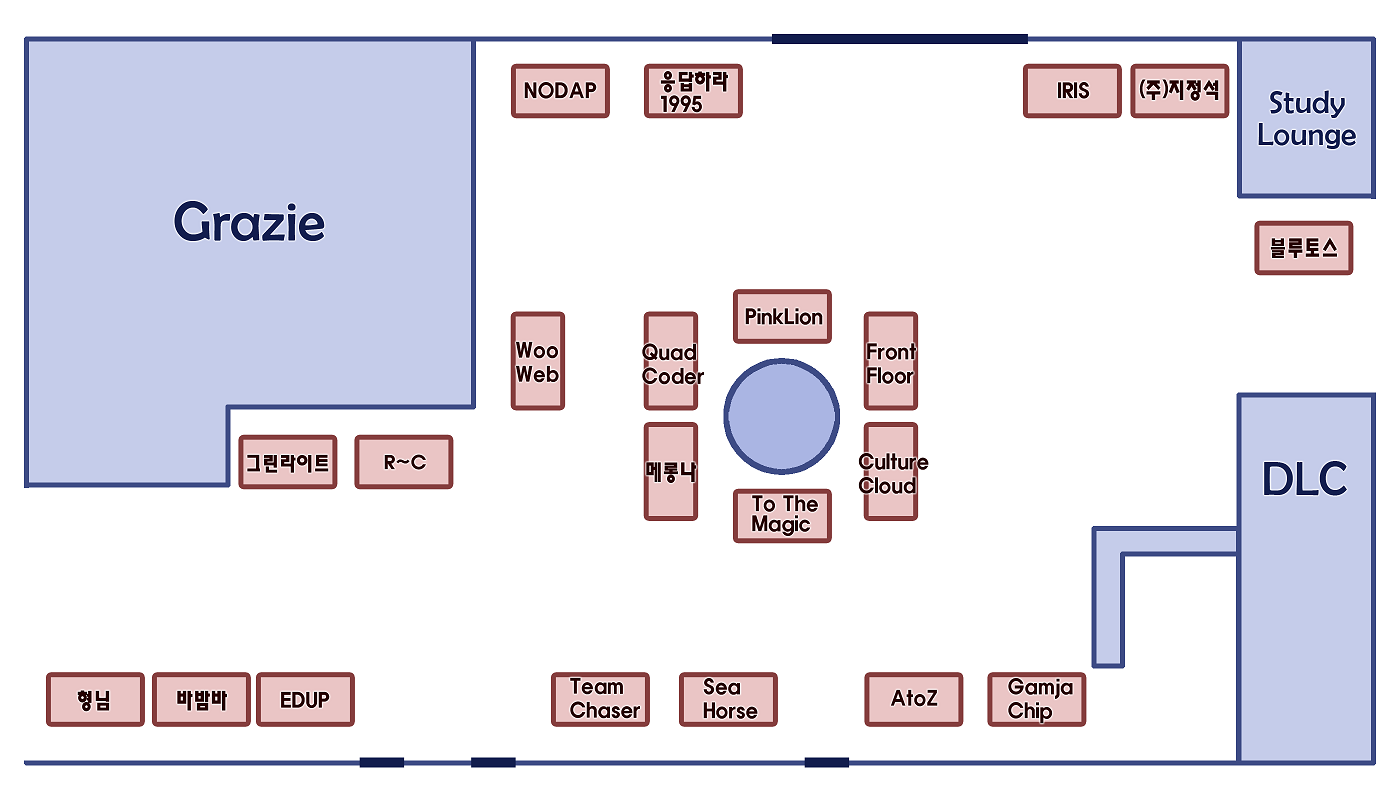 NODAP
응답하라
1995
IRIS
(주)지정석
Study
Lounge
Grazie
블루토스
PinkLion
Woo
Web
Quad
Coder
Front
Floor
그린라이트
R~C
메롱나
Culture
Cloud
DLC
To The
Magic
형님
바밤바
EDUP
Team
Chaser
Sea
Horse
AtoZ
Gamja
Chip